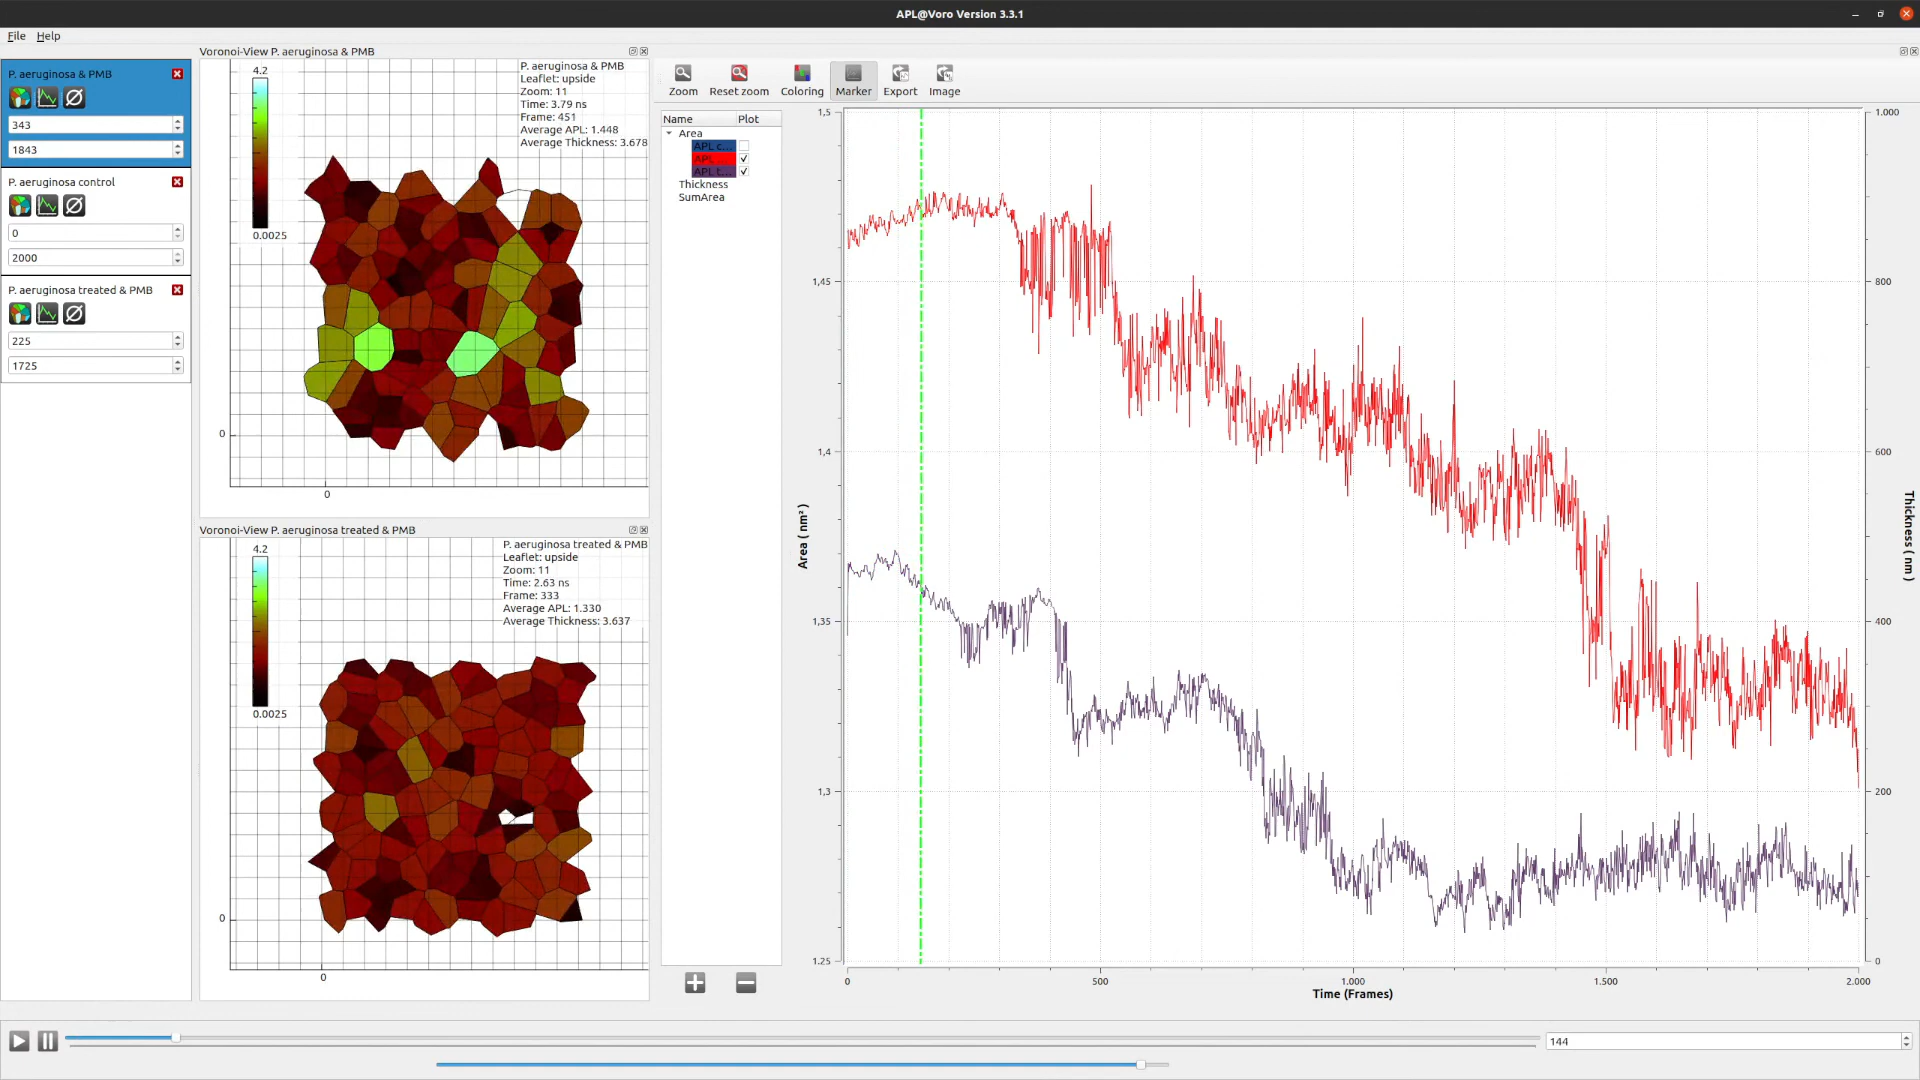 APL@Voro Version 3.3.1
File Help
P. aeruginosa & PMB
343
1843
P. aeruginosa control
0
2000
P. aeruginosa treated & PMB
225
1725
Voronoi-View P. aeruginosa & PMB
4.2
0.0025
P. aeruginosa & PMB
Leaflet: upside
Zoom: 11
Time: 3.79 ns
Frame: 451
Average APL: 1.448
Average Thickness: 3.678
0
0
Voronoi-View P. aeruginosa treated & PMB
4.2
0.0025
P. aeruginosa treated & PMB
Leaflet: upside
Zoom: 11
Time: 2.63 ns
Frame: 333
Average APL: 1.330
Average Thickness: 3.637
0
0
Zoom Reset zoom Coloring Marker Export Image
Name Plot
Area
APL c...
APL ...
APL t...
Thickness
SumArea
1,5
1,45
1,4
1,35
1,3
1.25
Area ( nm² )
1.000
800
600
400
200
0
Thickness ( nm )
0 500 1.000 1.500 2.000
Time (Frames)
144